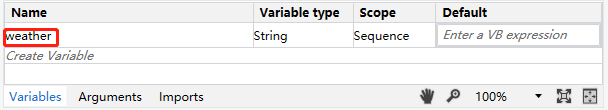 Name Variable type Scope Default
weather String Sequence Enter a VB expression
Create Variable
Variables Arguments Imports 100%